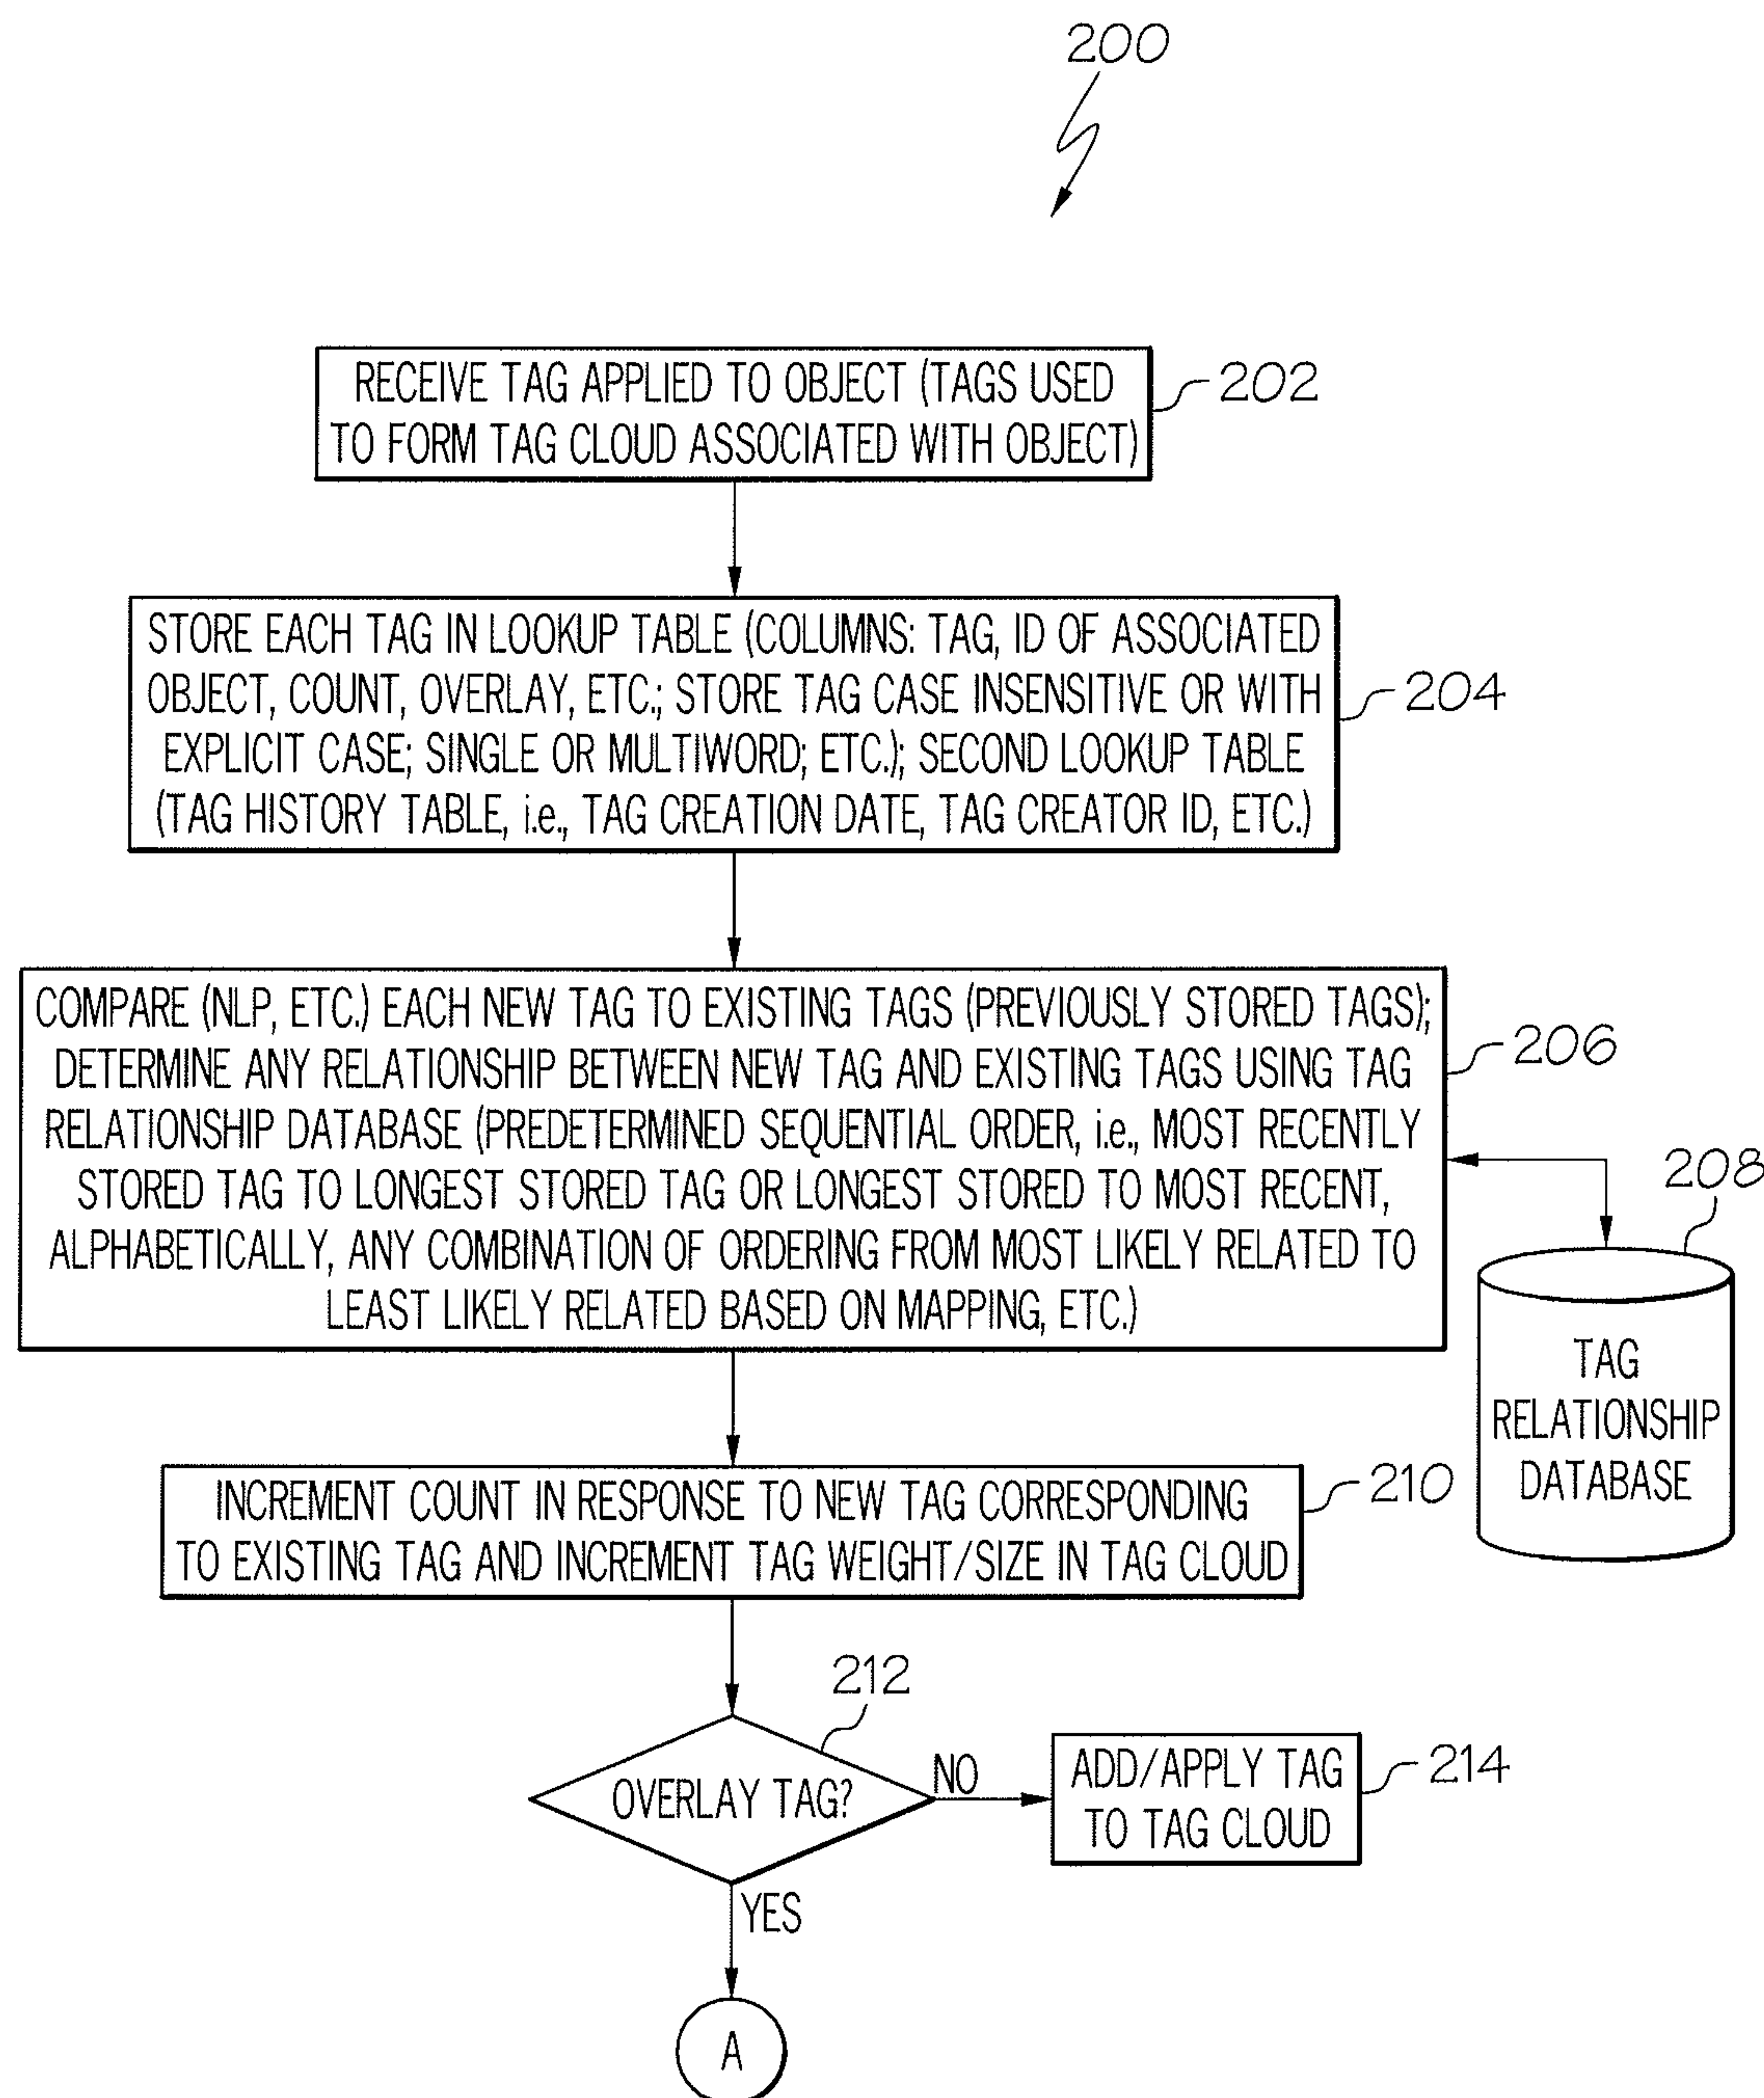 200
RECEIVE TAG APPLIED TO OBJECT (TAGS USED
TO FORM TAG CLOUD ASSOCIATED WITH OBJECT)
202
STORE EACH TAG IN LOOKUP TABLE (COLUMNS: TAG, ID OF ASSOCIATED
OBJECT, COUNT, OVERLAY, ETC.; STORE TAG CASE INSENSITIVE OR WITH
EXPLICIT CASE; SINGLE OR MULTIWORD; ETC.); SECOND LOOKUP TABLE
(TAG HISTORY TABLE, i.e., TAG CREATION DATE, TAG CREATOR ID, ETC.)
204
COMPARE (NLP, ETC.) EACH NEW TAG TO EXISTING TAGS (PREVIOUSLY STORED TAGS);
DETERMINE ANY RELATIONSHIP BETWEEN NEW TAG AND EXISTING TAGS USING TAG
RELATIONSHIP DATABASE (PREDETERMINED SEQUENTIAL ORDER, i.e., MOST RECENTLY
STORED TAG TO LONGEST STORED TAG OR LONGEST STORED TO MOST RECENT,
ALPHABETICALLY, ANY COMBINATION OF ORDERING FROM MOST LIKELY RELATED TO
LEAST LIKELY RELATED BASED ON MAPPING, ETC.)
206
208
TAG
RELATIONSHIP
DATABASE
INCREMENT COUNT IN RESPONSE TO NEW TAG CORRESPONDING
TO EXISTING TAG AND INCREMENT TAG WEIGHT/SIZE IN TAG CLOUD
210
212
OVERLAY TAG?
NO
ADD/APPLY TAG
TO TAG CLOUD
214
YES
A